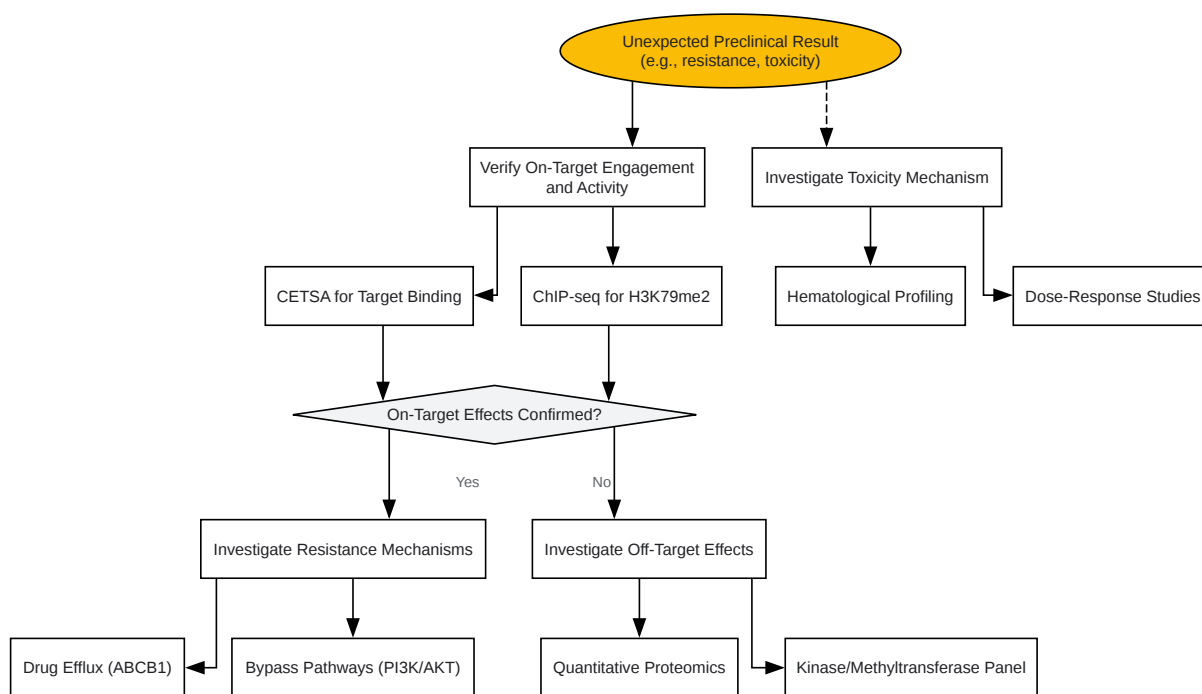 Unexpected Preclinical Result
(e.g., resistance, toxicity)
Verify On-Target Engagement
and Activity
Investigate Toxicity Mechanism
CETSA for Target Binding
ChIP-seq for H3K79me2
Hematological Profiling
Dose-Response Studies
On-Target Effects Confirmed?
Yes
No
Investigate Resistance Mechanisms
Investigate Off-Target Effects
Drug Efflux (ABCB1)
Bypass Pathways (PI3K/AKT)
Quantitative Proteomics
Kinase/Methyltransferase Panel